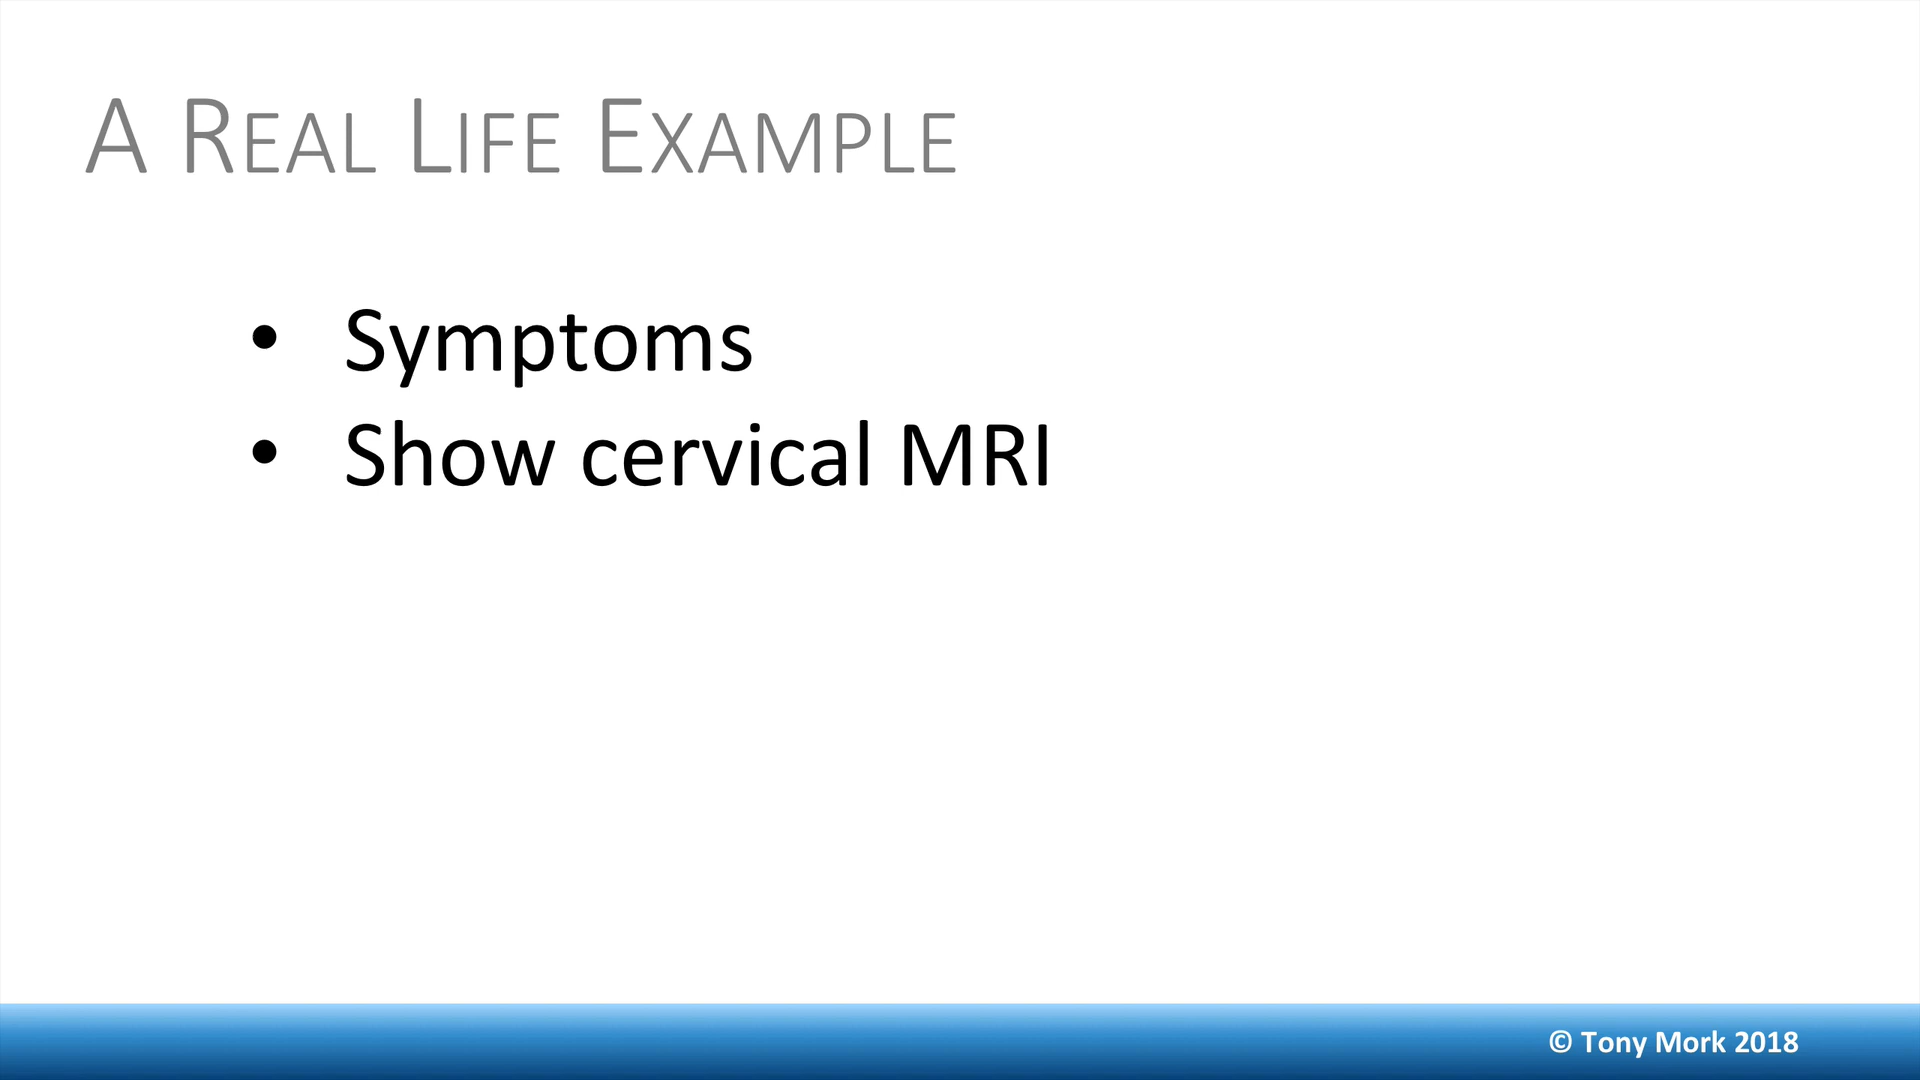 A Real Life Example
• Symptoms
• Show cervical MRI
© Tony Mork 2018